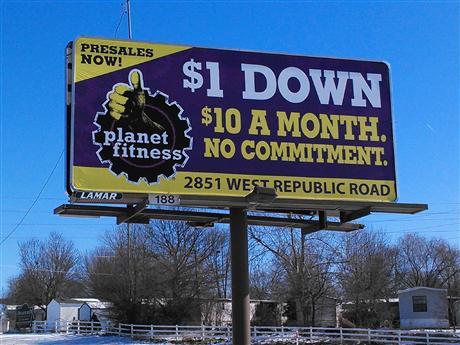 PRESALES
NOW!
planet
fitness
$1 DOWN
$10 A MONTH.
NO COMMITMENT.
2851 WEST REPUBLIC ROAD
LAMAR
188